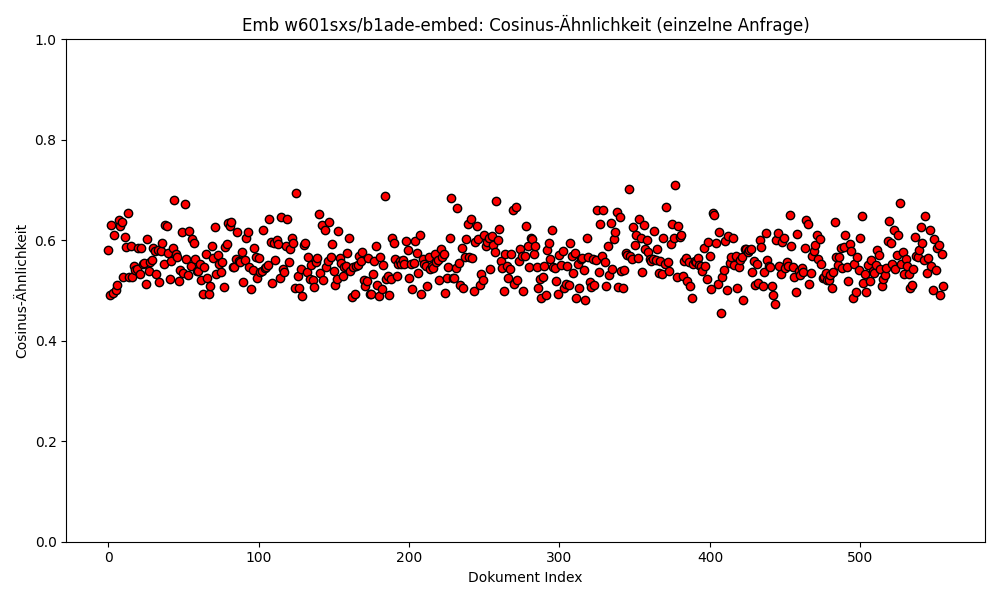 Emb w601sxs/b1ade-embed: Cosinus-Ähnlichkeit (einzelne Anfrage)
1.0
0.8
0.6
0.4
0.2
0.0
Cosinus-Ähnlichkeit
0 100 200 300 400 500
Dokument Index